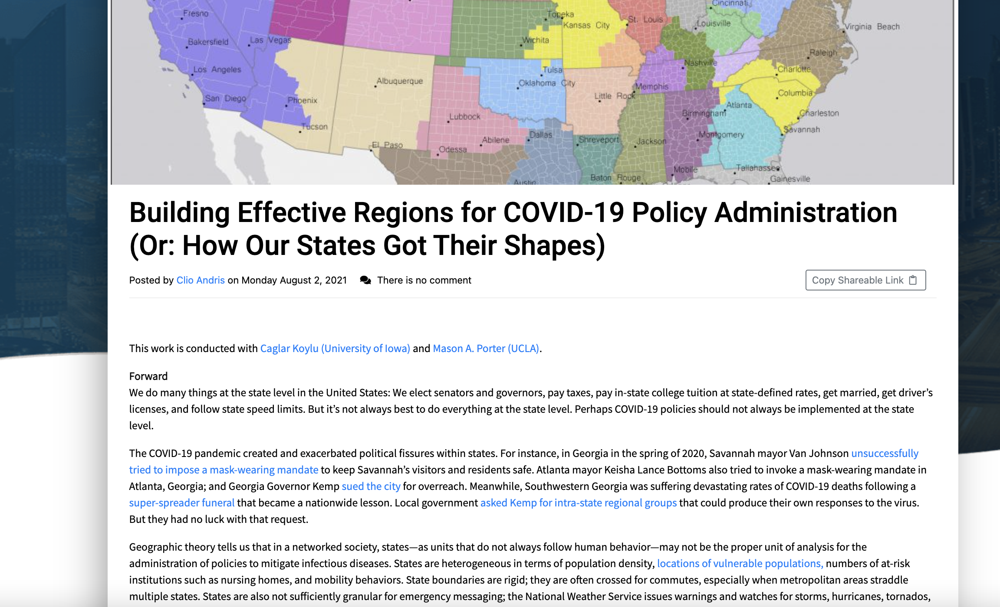 Cincinnati
Fresno
Topeka
Kansas City
St. Louis
Louisville
Virginia Beach
Bakersfield
Las Vegas
Wichita
Raleigh
Los Angeles
Tulsa
Nashville
Charlotte
Albuquerque
Oklahoma City
Memphis
San Diego
Phoenix
Little Rock
Columbia
Atlanta
Lubbock
Birmingham
Charleston
Tucson
Savannah
Dallas
Montgomery
El Paso
Abilene
Shreveport
Jackson
Odessa
Mobile
Tallahassee
Austin
Baton Rouge
Gainesville
Building Effective Regions for COVID-19 Policy Administration
(Or: How Our States Got Their Shapes)
Posted by Clio Andris on Monday August 2, 2021 There is no comment
Copy Shareable Link
This work is conducted with Caglar Koylu (University of Iowa) and Mason A. Porter (UCLA).
Forward
We do many things at the state level in the United States: We elect senators and governors, pay taxes, pay in-state college tuition at state-defined rates, get married, get driver’s
licenses, and follow state speed limits. But it’s not always best to do everything at the state level. Perhaps COVID-19 policies should not always be implemented at the state
level.
The COVID-19 pandemic created and exacerbated political fissures within states. For instance, in Georgia in the spring of 2020, Savannah mayor Van Johnson unsuccessfully
tried to impose a mask-wearing mandate to keep Savannah’s visitors and residents safe. Atlanta mayor Keisha Lance Bottoms also tried to invoke a mask-wearing mandate in
Atlanta, Georgia; and Georgia Governor Kemp sued the city for overreach. Meanwhile, Southwestern Georgia was suffering devastating rates of COVID-19 deaths following a
super-spreader funeral that became a nationwide lesson. Local government asked Kemp for intra-state regional groups that could produce their own responses to the virus.
But they had no luck with that request.
Geographic theory tells us that in a networked society, states—as units that do not always follow human behavior—may not be the proper unit of analysis for the
administration of policies to mitigate infectious diseases. States are heterogeneous in terms of population density, locations of vulnerable populations, numbers of at-risk
institutions such as nursing homes, and mobility behaviors. State boundaries are rigid; they are often crossed for commutes, especially when metropolitan areas straddle
multiple states. States are also not sufficiently granular for emergency messaging; the National Weather Service issues warnings and watches for storms, hurricanes, tornados,